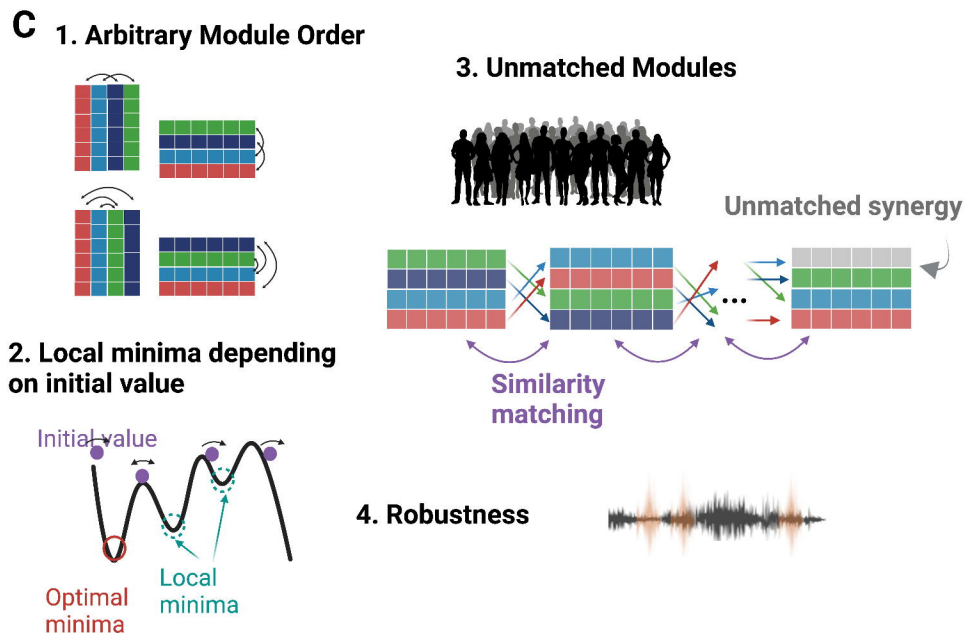 C
1. Arbitrary Module Order
2. Local minima depending
on initial value
Initial value
Optimal
minima
Local
minima
3. Unmatched Modules
Unmatched synergy
...
Similarity
matching
4. Robustness